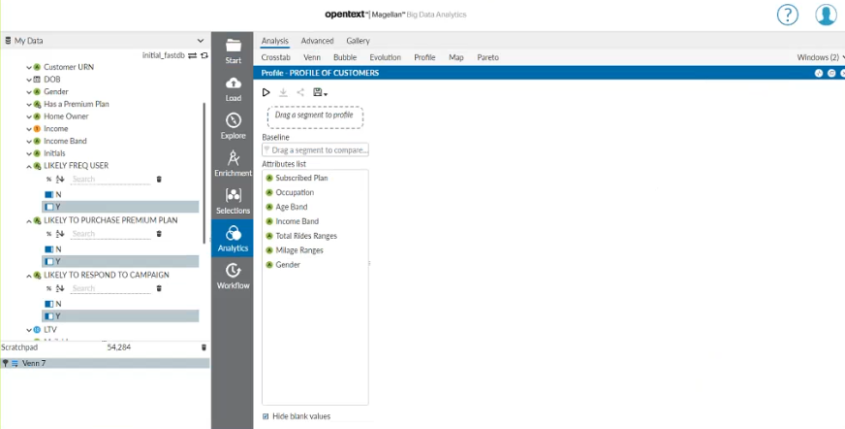 opentext™ | Magellan™ Big Data Analytics
?
My Data
initial_fastdb
Customer URN
DOB
Gender
Has a Premium Plan
Home Owner
Income
Income Band
Initials
LIKELY FREQ USER
% Search
N
Y
LIKELY TO PURCHASE PREMIUM PLAN
% Search
N
Y
LIKELY TO RESPOND TO CAMPAIGN
% Search
N
Y
LTV
Scratchpad 54,284
Venn 7
Start
Load
Explore
Enrichment
Selections
Analytics
Workflow
Analysis Advanced Gallery
Crosstab Venn Bubble Evolution Profile Map Pareto Windows (2)
Profile - PROFILE OF CUSTOMERS
Drag a segment to profile
Baseline
Drag a segment to compare...
Attributes list
Subscribed Plan
Occupation
Age Band
Income Band
Total Rides Ranges
Milage Ranges
Gender
Hide blank values